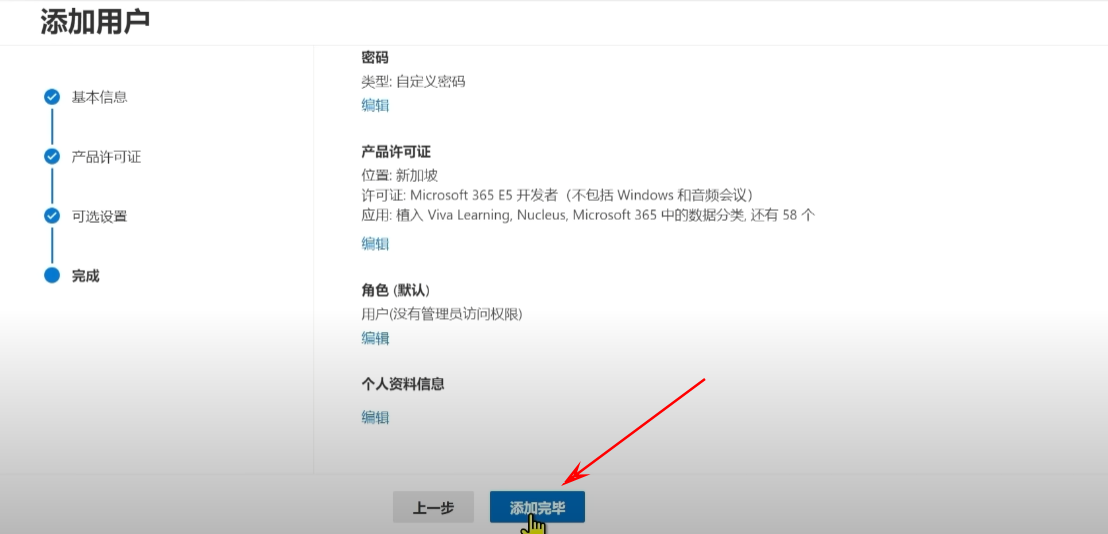 添加用户
基本信息
产品许可证
可选设置
完成
密码
类型: 自定义密码
编辑
产品许可证
位置: 新加坡
许可证: Microsoft 365 E5 开发者（不包括 Windows 和音频会议）
应用: 植入 Viva Learning, Nucleus, Microsoft 365 中的数据分类, 还有 58 个
编辑
角色 (默认)
用户(没有管理员访问权限)
编辑
个人资料信息
编辑
上一步
添加完毕